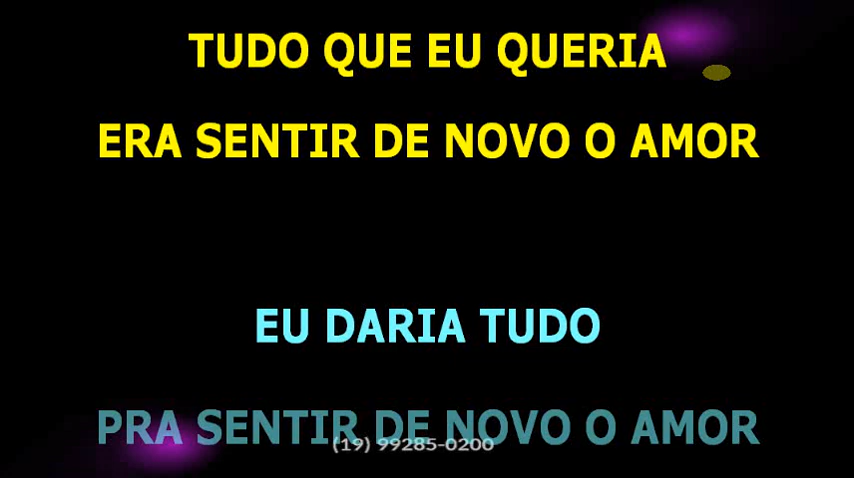 TUDO QUE EU QUERIA
ERA SENTIR DE NOVO O AMOR
EU DARIA TUDO
PRA SENTIR DE NOVO O AMOR
(19) 99285-0200